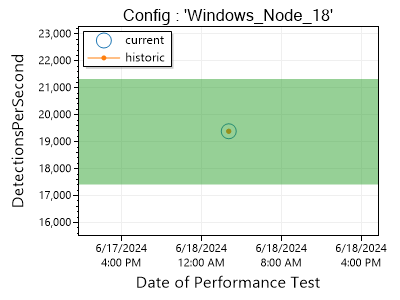 Config : 'Windows_Node_18'
current
historic
DetectionsPerSecond
23,000
22,000
21,000
20,000
19,000
18,000
17,000
16,000
6/17/2024 6/18/2024 6/18/2024 6/18/2024
4:00 PM 12:00 AM 8:00 AM 4:00 PM
Date of Performance Test